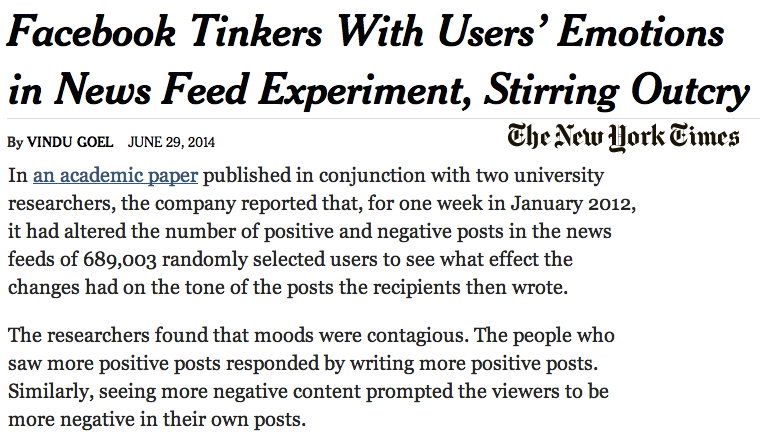 Facebook Tinkers With Users’ Emotions
in News Feed Experiment, Stirring Outcry
By VINDU GOEL JUNE 29, 2014
The New York Times
In an academic paper published in conjunction with two university
researchers, the company reported that, for one week in January 2012,
it had altered the number of positive and negative posts in the news
feeds of 689,003 randomly selected users to see what effect the
changes had on the tone of the posts the recipients then wrote.
The researchers found that moods were contagious. The people who
saw more positive posts responded by writing more positive posts.
Similarly, seeing more negative content prompted the viewers to be
more negative in their own posts.